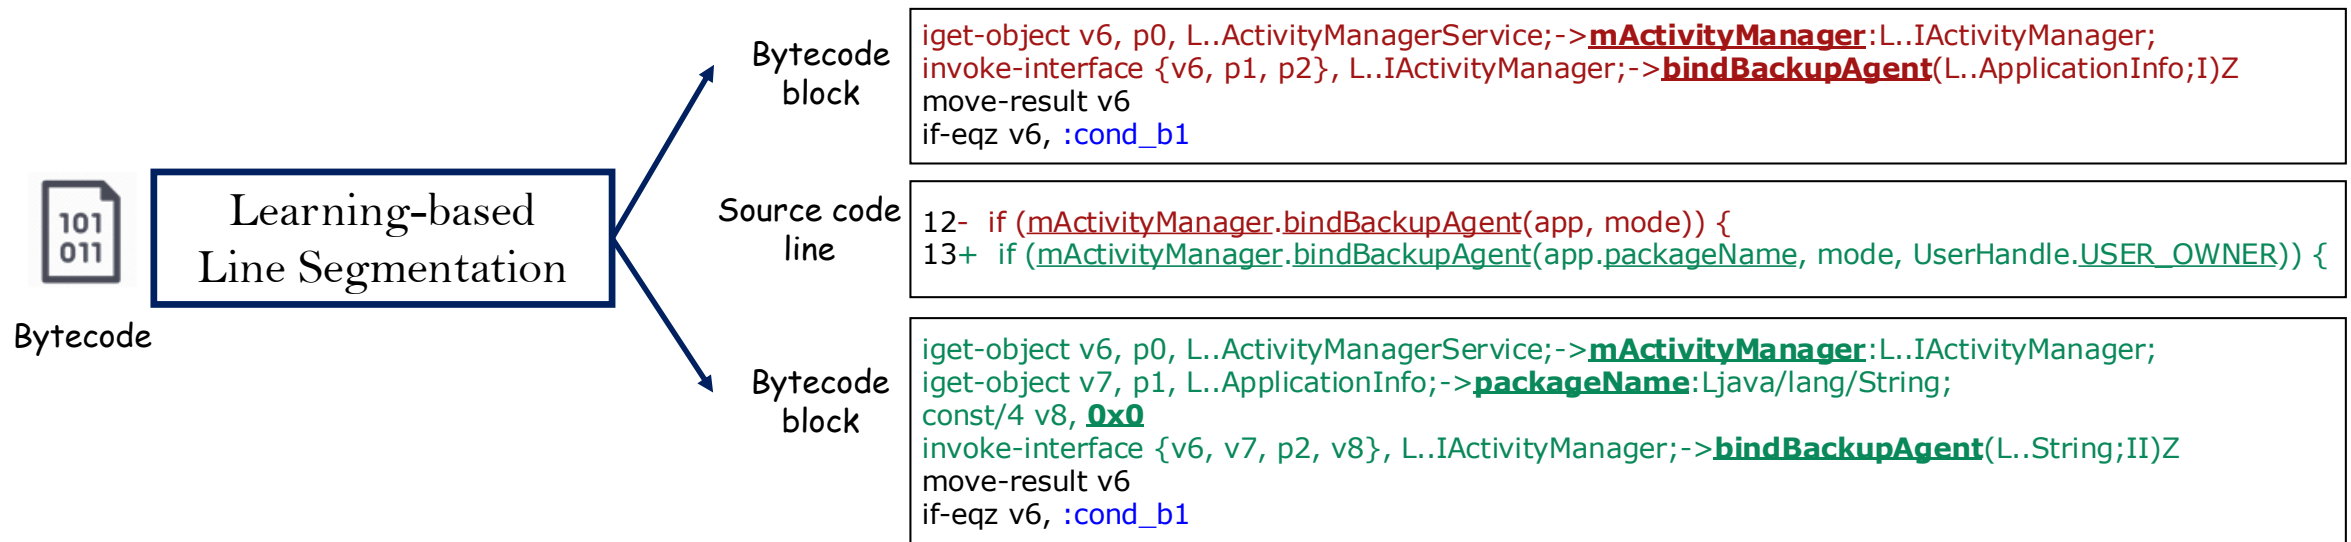 101
011
Bytecode
Learning-based
Line Segmentation
Bytecode
block
iget-object v6, p0, L..ActivityManagerService;->mActivityManager:L..IActivityManager;
invoke-interface {v6, p1, p2}, L..IActivityManager;->bindBackupAgent(L..ApplicationInfo;I)Z
move-result v6
if-eqz v6, :cond_b1
Source code
line
12- if (mActivityManager.bindBackupAgent(app, mode)) {
13+ if (mActivityManager.bindBackupAgent(app.packageName, mode, UserHandle.USER_OWNER)) {
Bytecode
block
iget-object v6, p0, L..ActivityManagerService;->mActivityManager:L..IActivityManager;
iget-object v7, p1, L..ApplicationInfo;->packageName:Ljava/lang/String;
const/4 v8, 0x0
invoke-interface {v6, v7, p2, v8}, L..IActivityManager;->bindBackupAgent(L..String;II)Z
move-result v6
if-eqz v6, :cond_b1